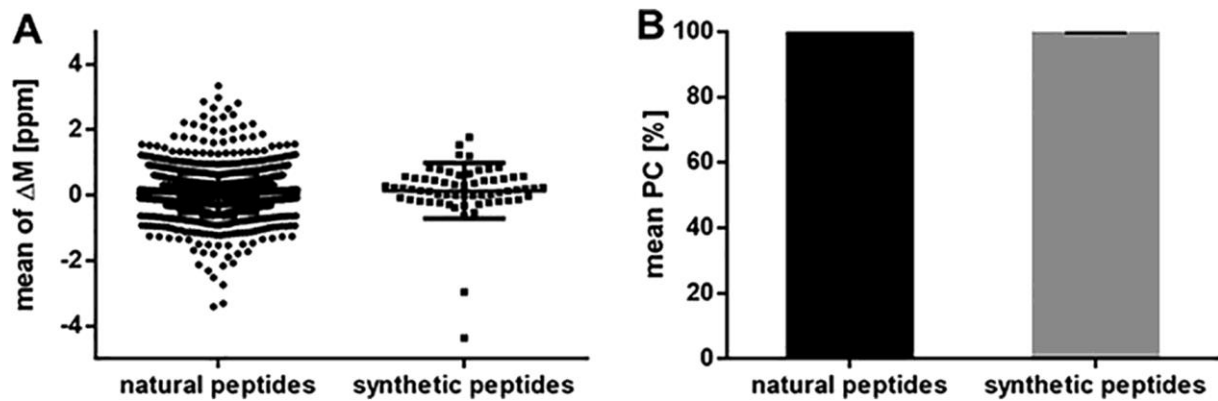 A
mean of ΔM [ppm]
4
2
0
-2
-4
natural peptides
synthetic peptides
B
mean PC [%]
100
80
60
40
20
0
natural peptides
synthetic peptides